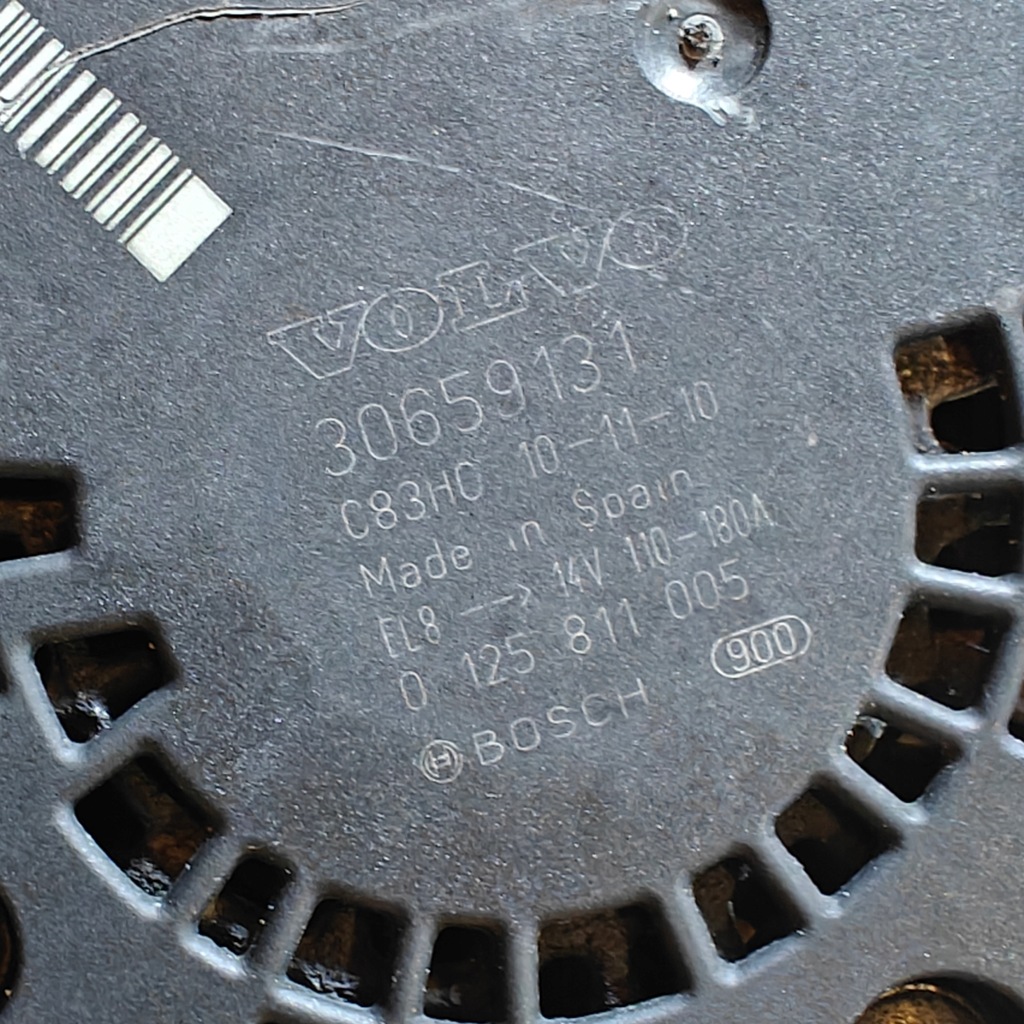 VOLVO
30659131
C83HC 10-11-10
Made in Spain
EL8 --> 14V 110-180A
0 125 811 005
900
BOSCH